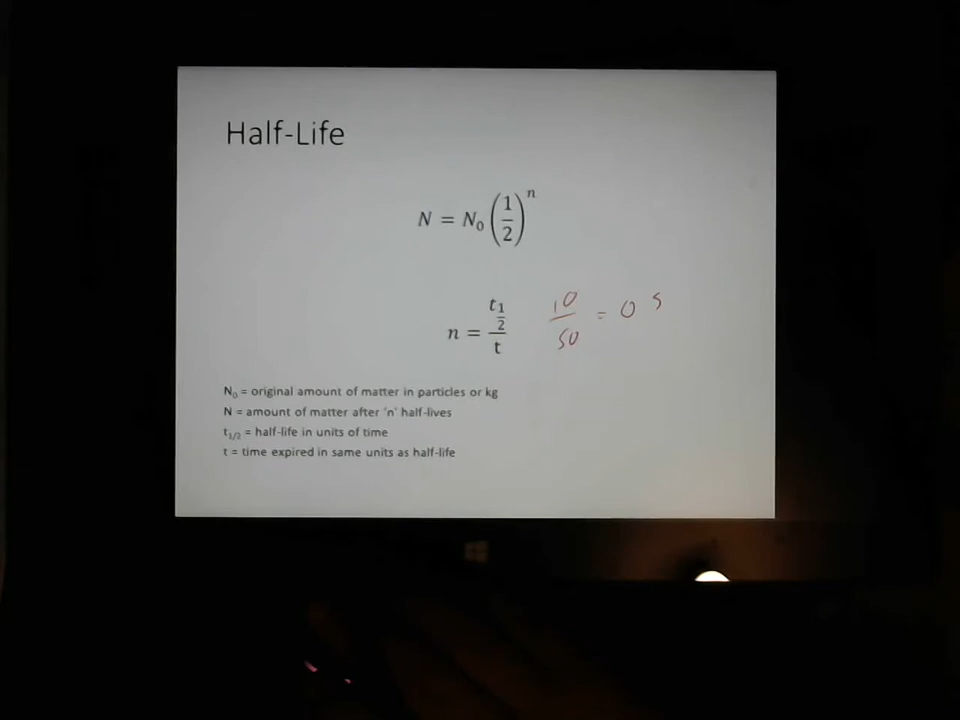 Half-Life
N = N₀ (1/2)ⁿ
n = t½ / t
10/50 = 0 5
N₀ = original amount of matter in particles or kg
N = amount of matter after 'n' half-lives
t₁/₂ = half-life in units of time
t = time expired in same units as half-life